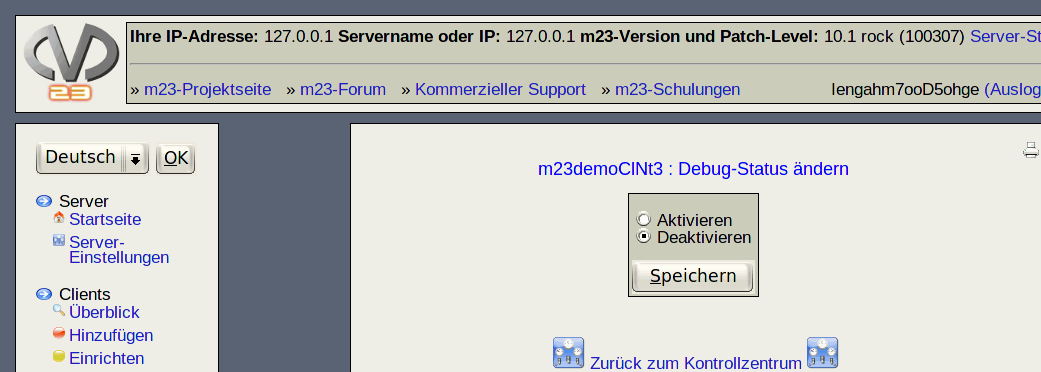 Ihre IP-Adresse: 127.0.0.1 Servername oder IP: 127.0.0.1 m23-Version und Patch-Level: 10.1 rock (100307) Server-St
» m23-Projektseite » m23-Forum » Kommerzieller Support » m23-Schulungen lengahm7ooD5ohge (Auslog
23
Deutsch OK
Server
Startseite
Server-
Einstellungen
Clients
Überblick
Hinzufügen
Einrichten
m23demoClNt3 : Debug-Status ändern
Aktivieren
Deaktivieren
Speichern
Zurück zum Kontrollzentrum